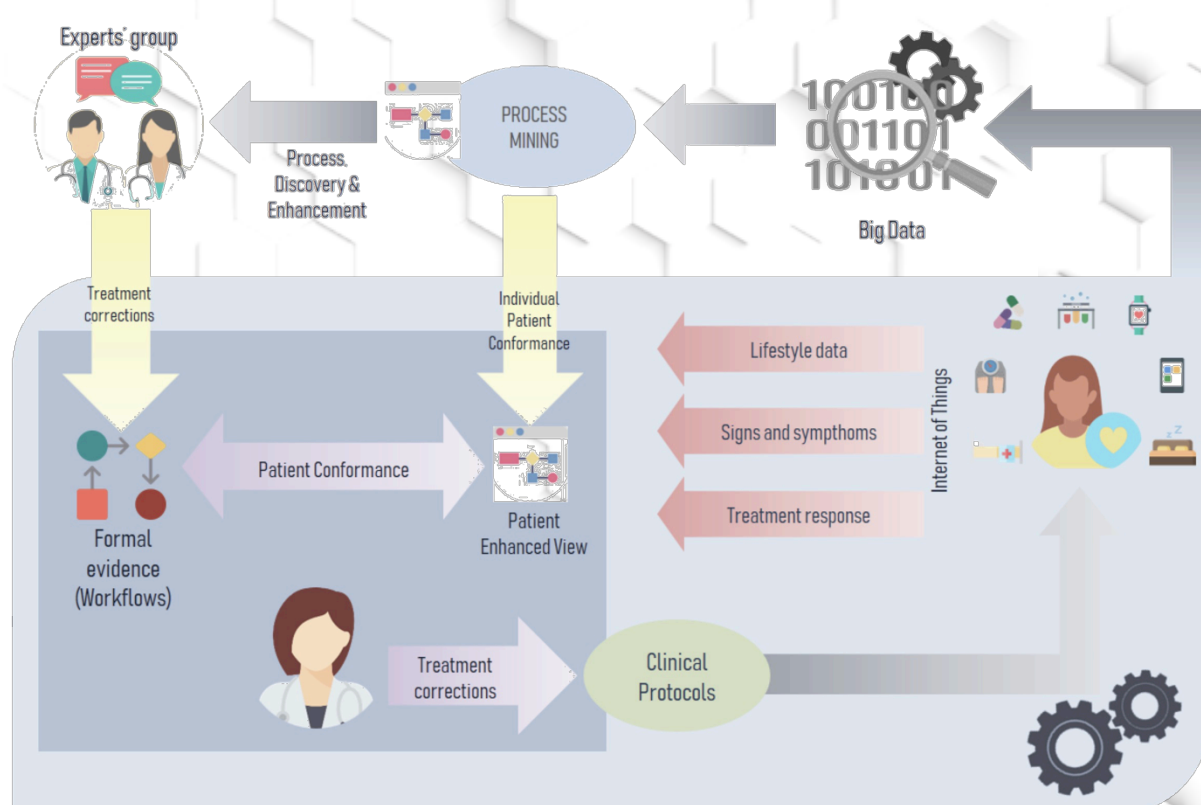 Experts' group
PROCESS
MINING
100100
001101
101001
Process,
Discovery &
Enhancement
Big Data
Treatment
corrections
Individual
Patient
Conformance
Lifestyle data
Signs and sympthoms
Treatment response
Internet of Things
z Z
Patient Conformance
Formal
evidence
(Workflows)
Patient
Enhanced View
Treatment
corrections
Clinical
Protocols